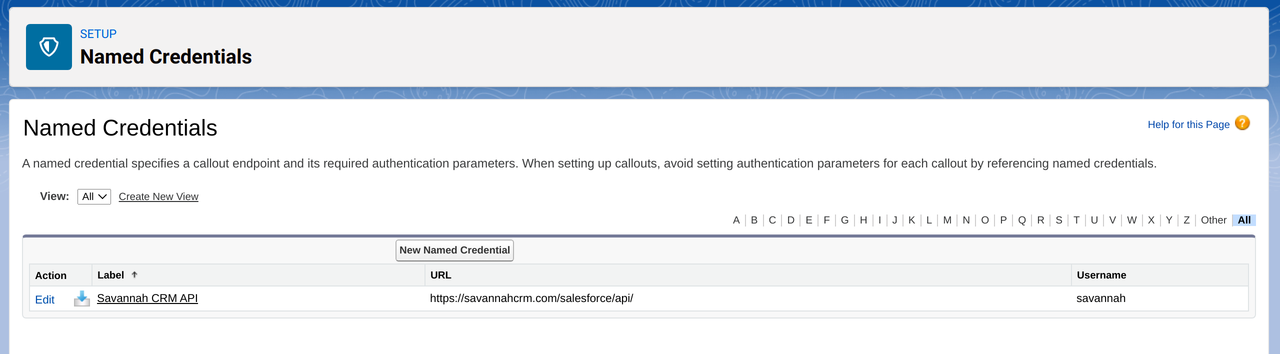 SETUP
Named Credentials
Named Credentials
Help for this Page ?
A named credential specifies a callout endpoint and its required authentication parameters. When setting up callouts, avoid setting authentication parameters for each callout by referencing named credentials.
View: All Create New View
A B C D E F G H I J K L M N O P Q R S T U V W X Y Z Other All
New Named Credential
Action Label ↑ URL Username
Edit Savannah CRM API https://savannahcrm.com/salesforce/api/ savannah